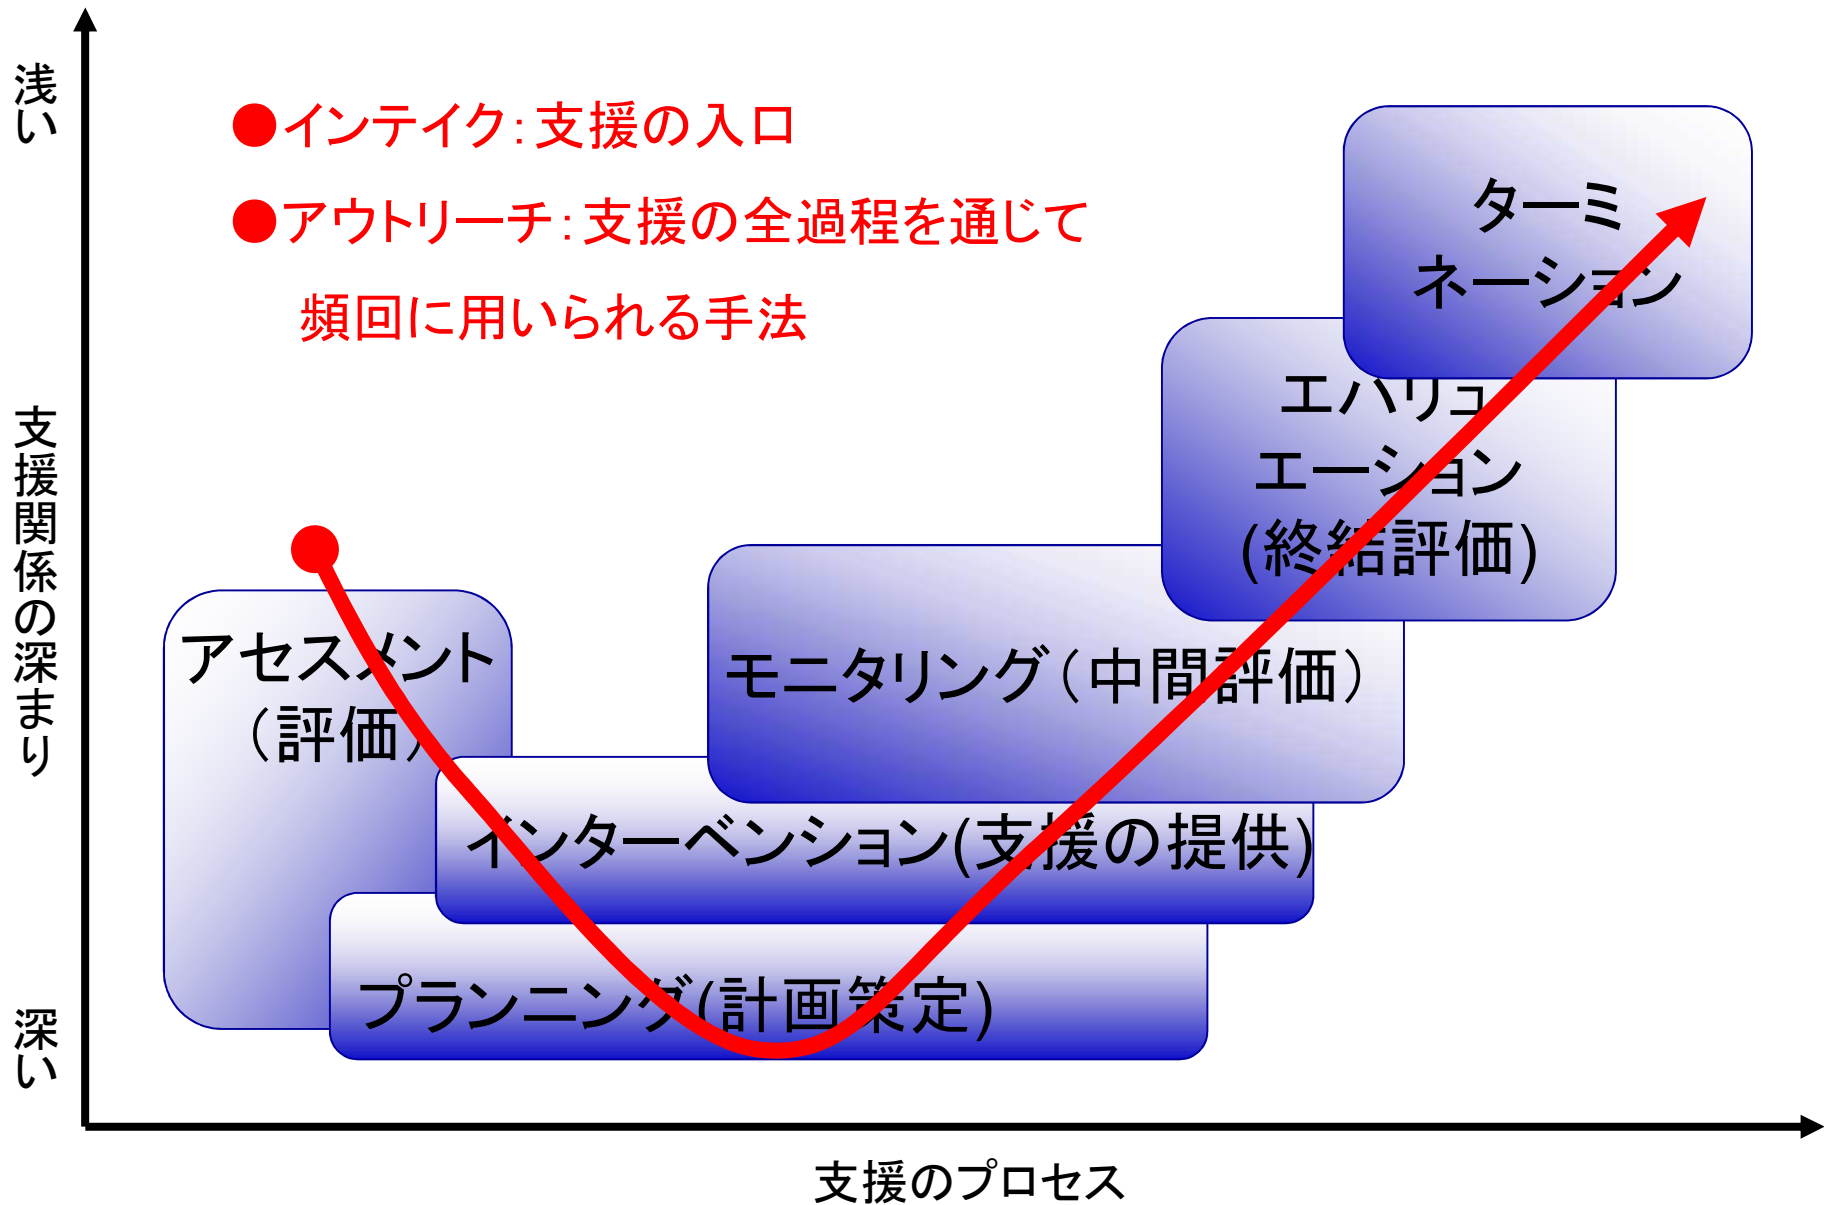 浅い
●インテイク：支援の入口
●アウトリーチ：支援の全過程を通じて
頻回に用いられる手法
ターミ
ネーション
エバリュ
エーション
(終結評価)
支援関係の深まり
アセスメント
（評価）
モニタリング（中間評価）
インターベンション(支援の提供)
プランニング(計画策定)
深い
支援のプロセス